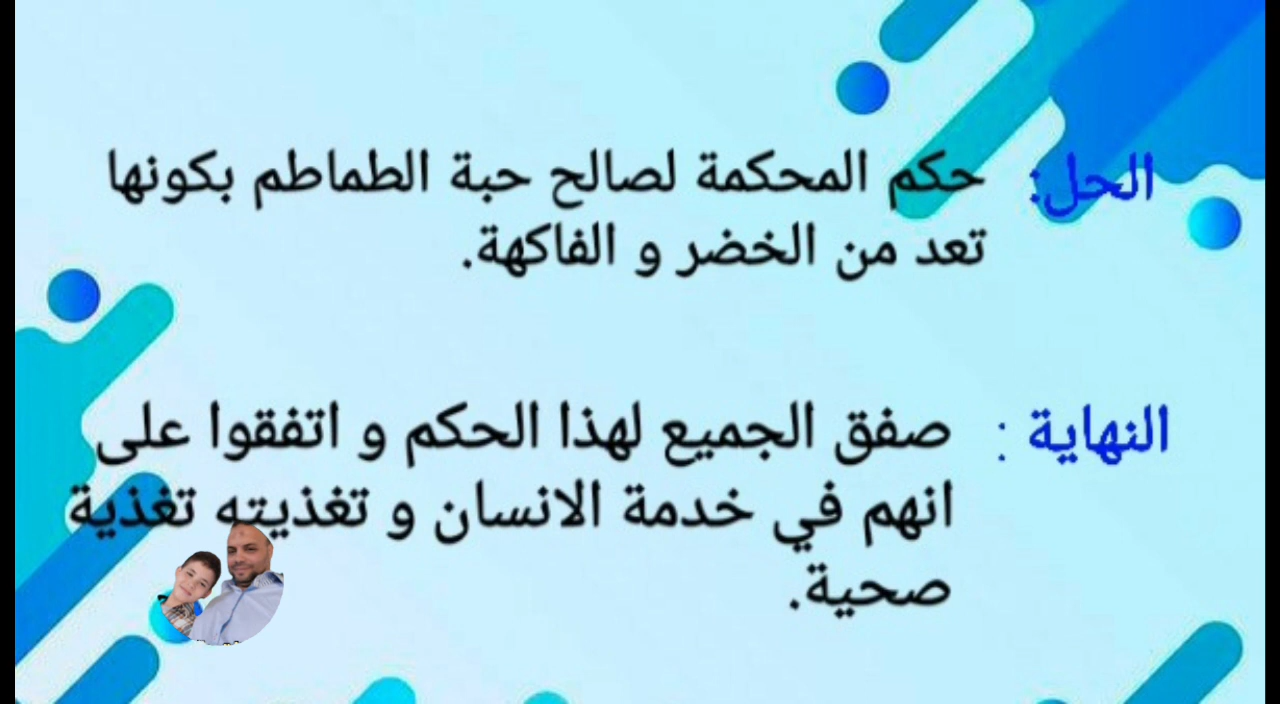 الحل: حكم المحكمة لصالح حبة الطماطم بكونها
تعد من الخضر و الفاكهة.
النهاية : صفق الجميع لهذا الحكم و اتفقوا على
انهم في خدمة الانسان و تغذيته تغذية
صحية.